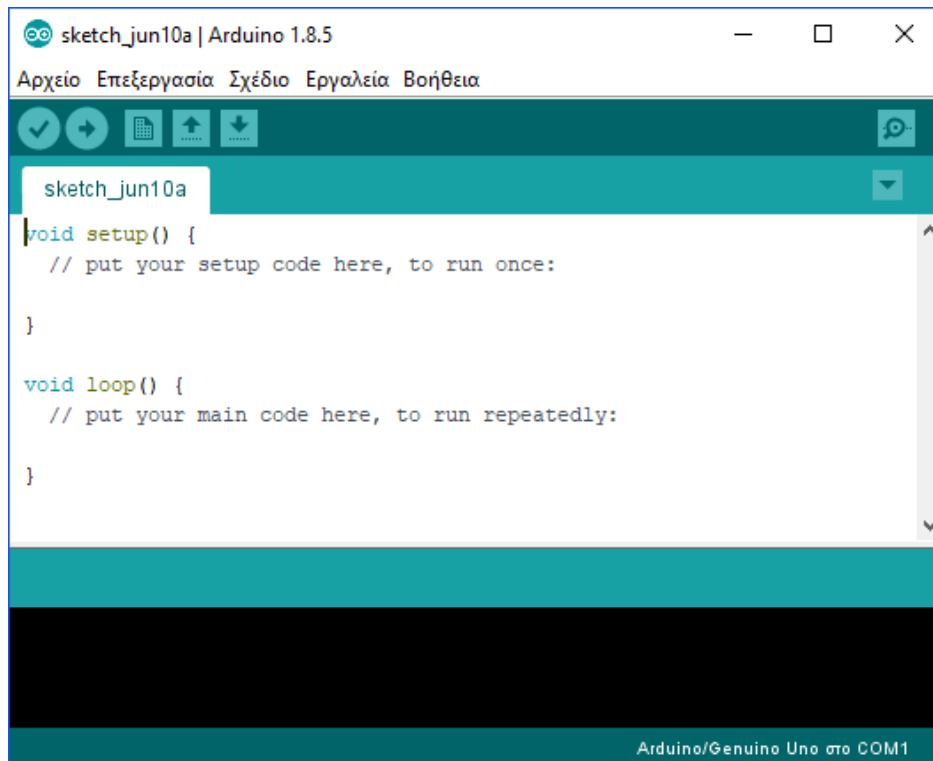 sketch_jun10a | Arduino 1.8.5
Αρχείο Επεξεργασία Σχέδιο Εργαλεία Βοήθεια
sketch_jun10a
void setup() {
  // put your setup code here, to run once:
}
void loop() {
  // put your main code here, to run repeatedly:
}
Arduino/Genuino Uno στο COM1